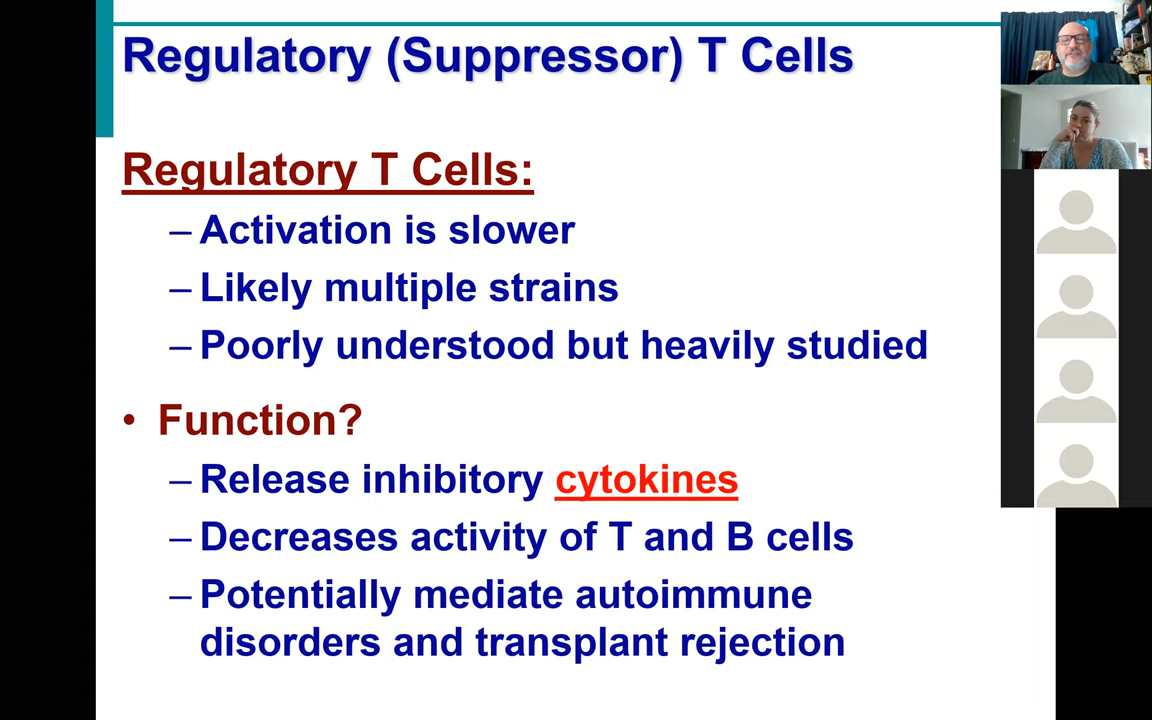 Regulatory (Suppressor) T Cells
Regulatory T Cells:
– Activation is slower
– Likely multiple strains
– Poorly understood but heavily studied
• Function?
– Release inhibitory cytokines
– Decreases activity of T and B cells
– Potentially mediate autoimmune
disorders and transplant rejection